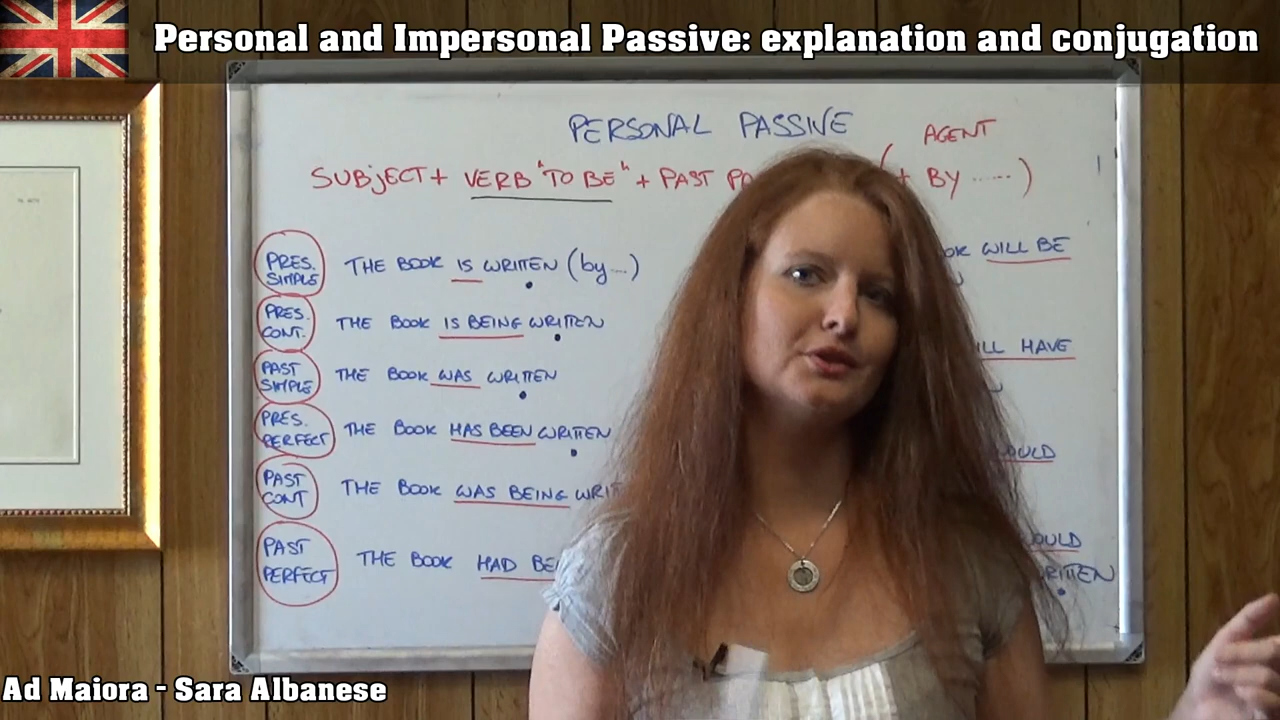 Personal and Impersonal Passive: explanation and conjugation
PERSONAL PASSIVE
AGENT
SUBJECT + VERB "TO BE" + PAST (+ BY ......)
PRES. SIMPLE THE BOOK IS WRITTEN (by...)
PRES. CONT. THE BOOK IS BEING WRITTEN
PAST SIMPLE THE BOOK WAS WRITTEN
PRES. PERFECT THE BOOK HAS BEEN WRITTEN
PAST CONT THE BOOK WAS BEING
PAST PERFECT THE BOOK HAD
WILL BE
HAVE
Ad Maiora - Sara Albanese